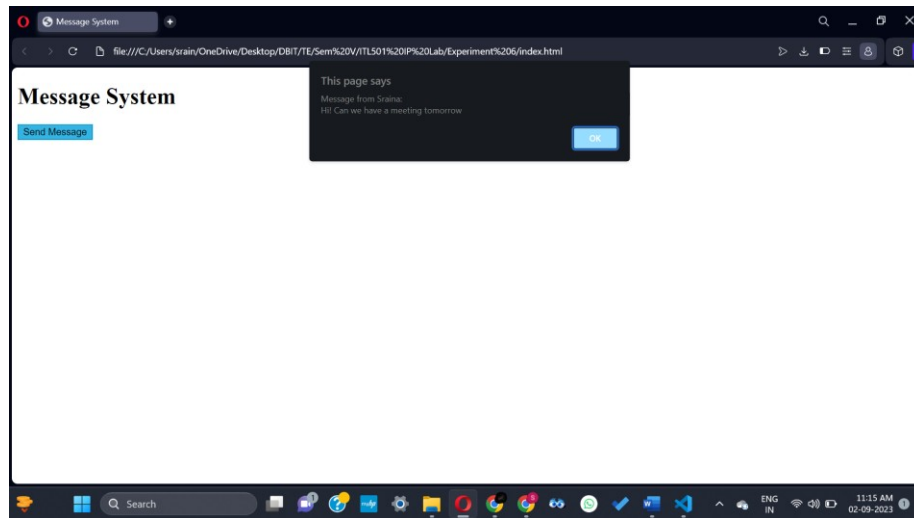 Message System
file:///C:/Users/srain/OneDrive/Desktop/DBIT/TE/Sem%20V/ITL501%20IP%20Lab/Experiment%206/index.html
This page says
Message from Sraina:
Hi! Can we have a meeting tomorrow
OK
Message System
Send Message
Search
ENG
IN
11:15 AM
02-09-2023